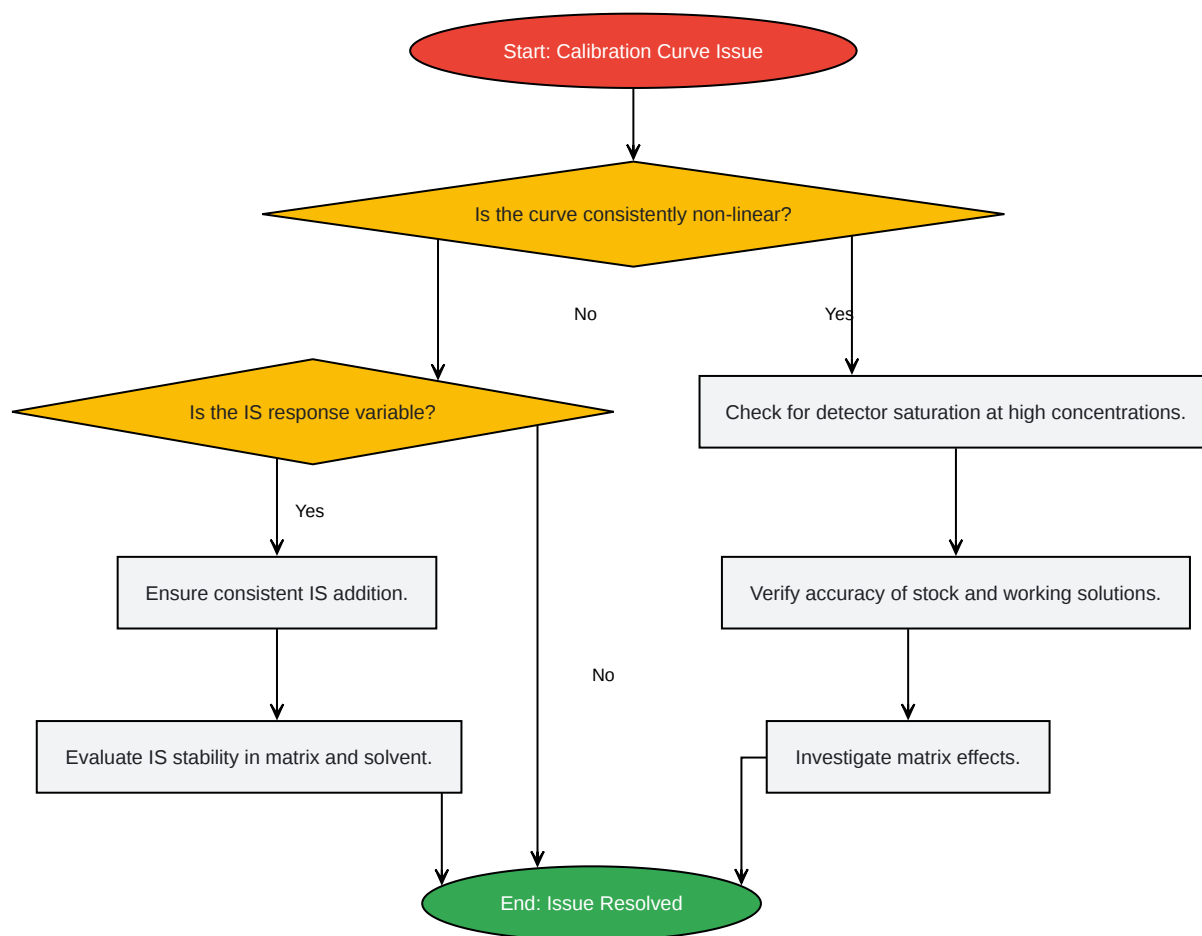 Start: Calibration Curve Issue
Is the curve consistently non-linear?
No
Yes
Is the IS response variable?
Check for detector saturation at high concentrations.
Yes
Ensure consistent IS addition.
Verify accuracy of stock and working solutions.
No
Evaluate IS stability in matrix and solvent.
Investigate matrix effects.
End: Issue Resolved